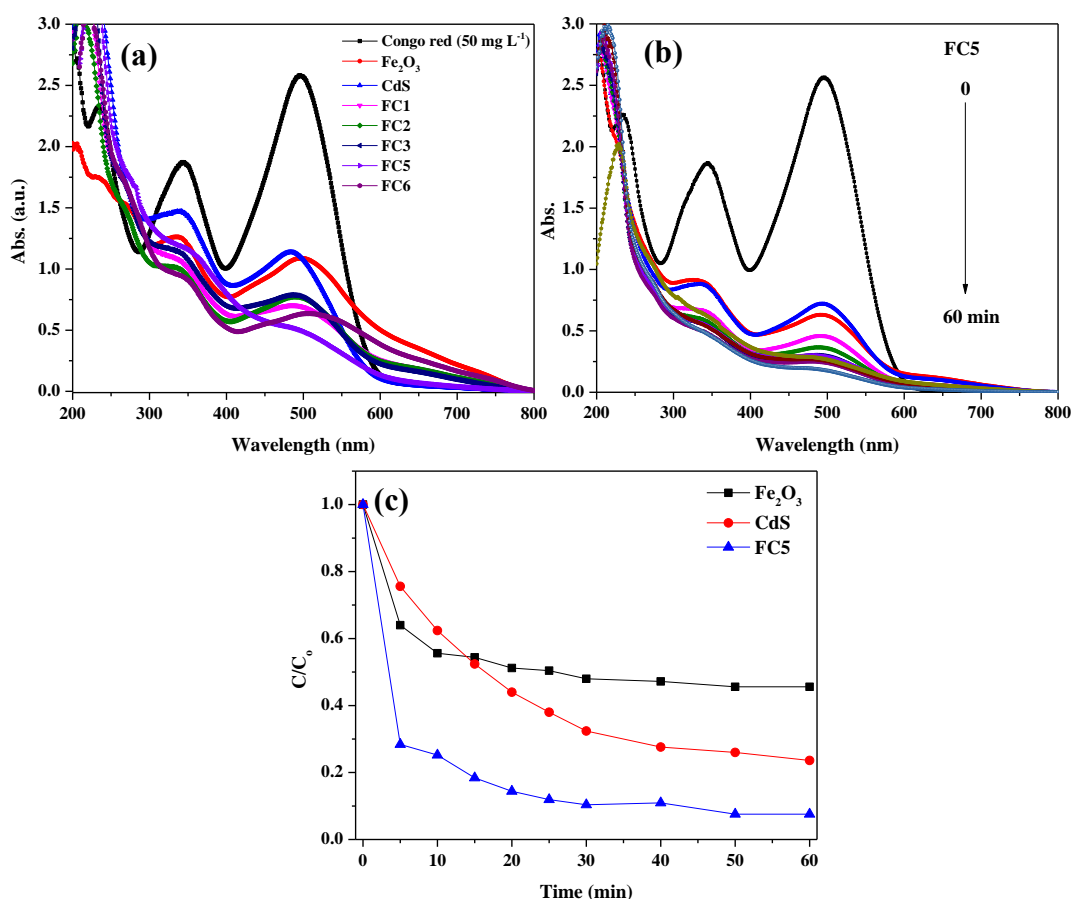 (a)
Congo red (50 mg L⁻¹)
Fe₂O₃
CdS
FC1
FC2
FC3
FC5
FC6
Abs. (a.u.)
3.0
2.5
2.0
1.5
1.0
0.5
0.0
200 300 400 500 600 700 800
Wavelength (nm)
(b)
FC5
0
60 min
Abs.
3.0
2.5
2.0
1.5
1.0
0.5
0.0
200 300 400 500 600 700 800
Wavelength (nm)
(c)
Fe₂O₃
CdS
FC5
C/Cₒ
1.0
0.8
0.6
0.4
0.2
0.0
0 10 20 30 40 50 60
Time (min)